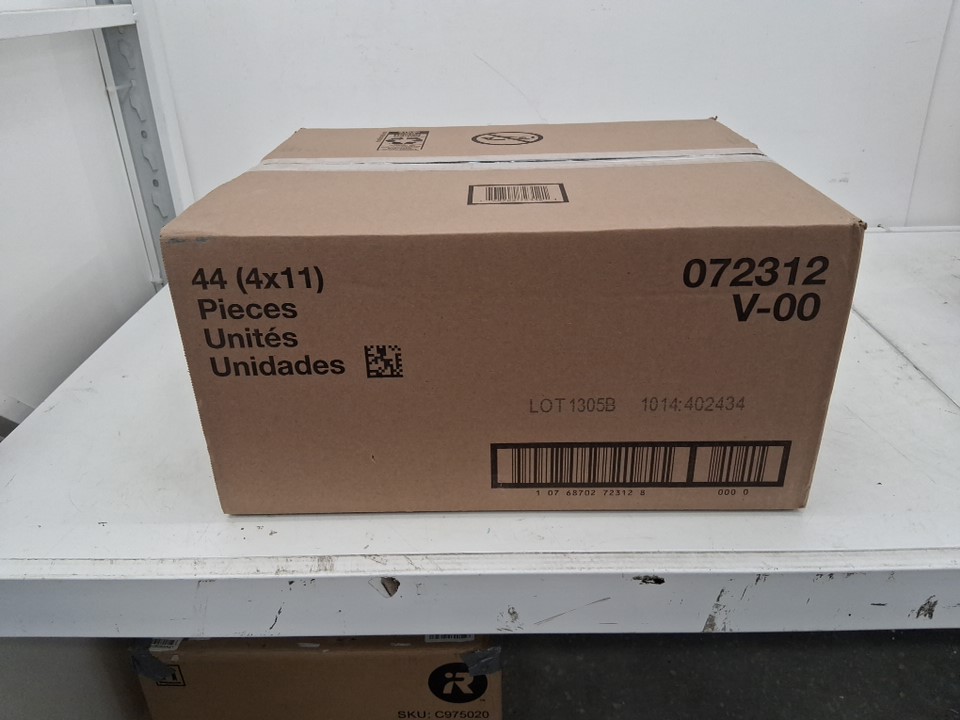 44 (4x11)
Pieces
Unités
Unidades
072312
V-00
LOT 1305B 1014:402434
1 07 68702 72312 8 000 0
R
SKU: C975020